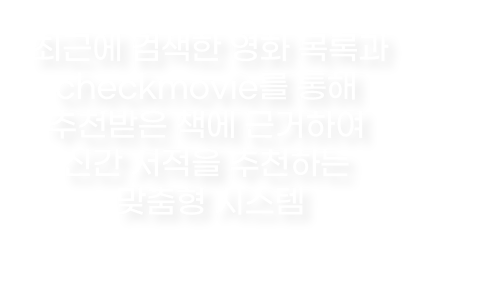 최근에 검색한 영화 목록과
checkmovie를 통해
추천받은 책에 근거하여
신간 서적을 추천하는
맞춤형 시스템